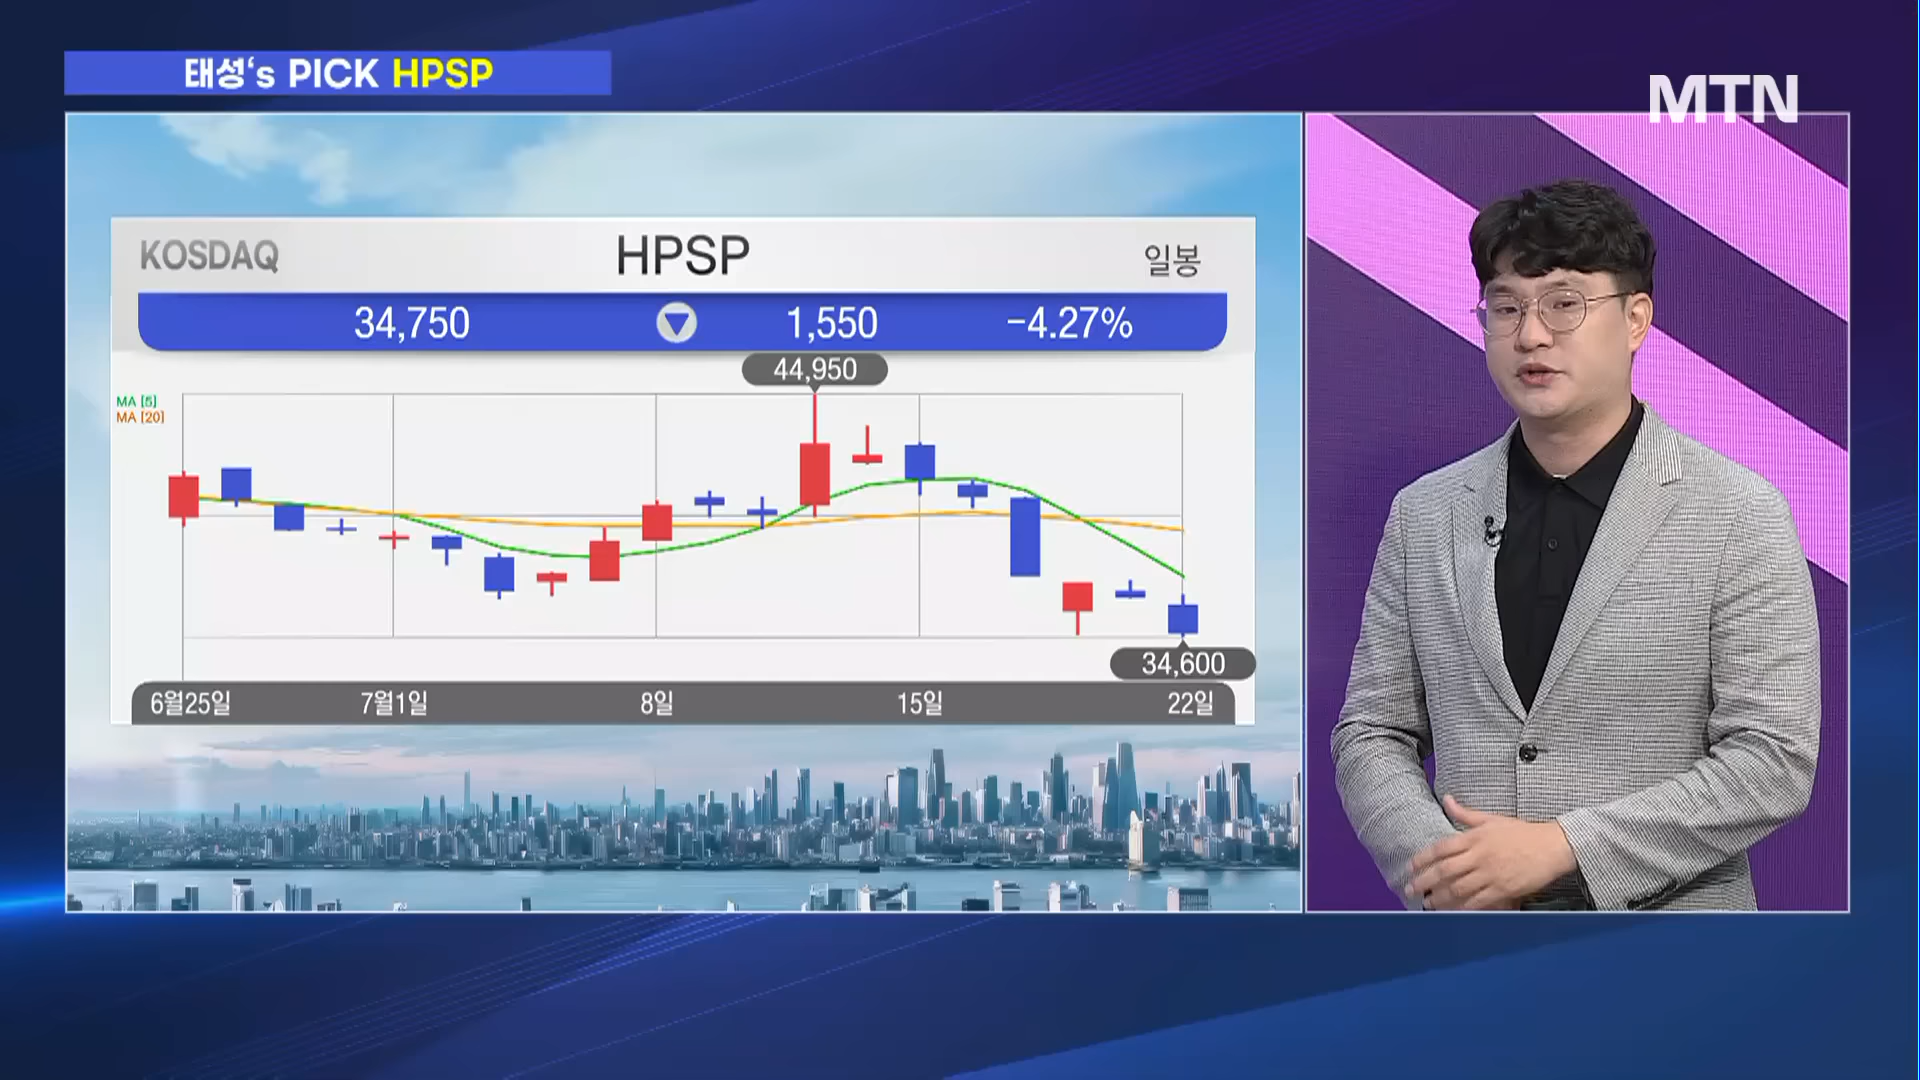 태성‘s PICK HPSP
MTN
KOSDAQ
HPSP
일봉
34,750 ▼ 1,550 -4.27%
44,950
MA [5]
MA [20]
34,600
6월25일 7월1일 8일 15일 22일